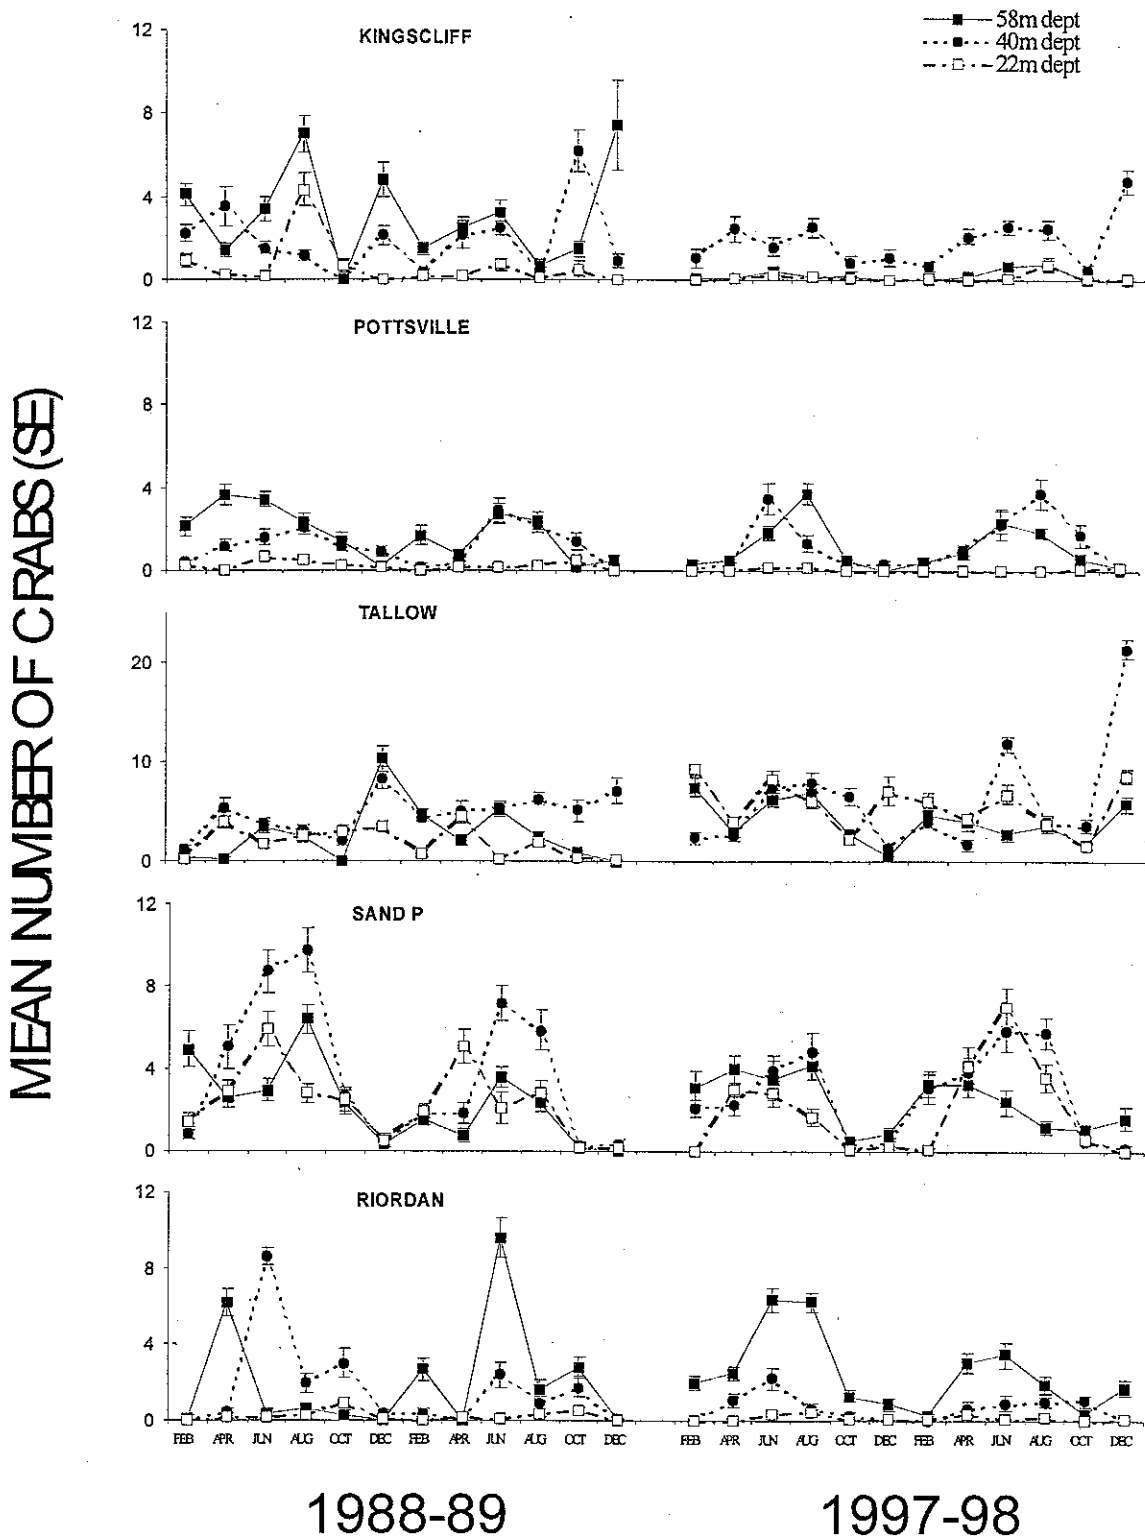 58m dept
40m dept
22m dept
12
KINGSCLIFF
8
4
0
12
POTTSVILLE
8
4
0
TALLOW
20
10
0
12
SAND P
8
4
0
12
RIORDAN
8
4
0
MEAN NUMBER OF CRABS (SE)
FEB APR JUN AUG OCT DEC FEB APR JUN AUG OCT DEC FEB APR JUN AUG OCT DEC FEB APR JUN AUG OCT DEC
1988-89 1997-98